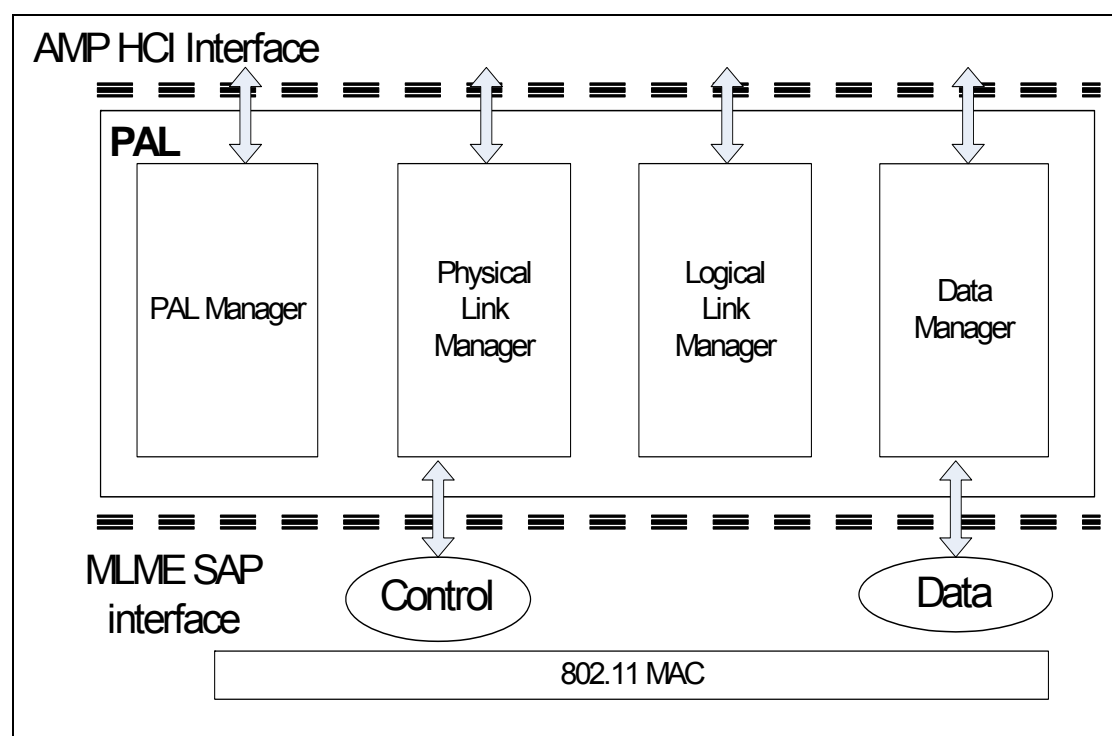 AMP HCI Interface
PAL
PAL Manager
Physical
Link
Manager
Logical
Link
Manager
Data
Manager
MLME SAP
interface
Control
Data
802.11 MAC